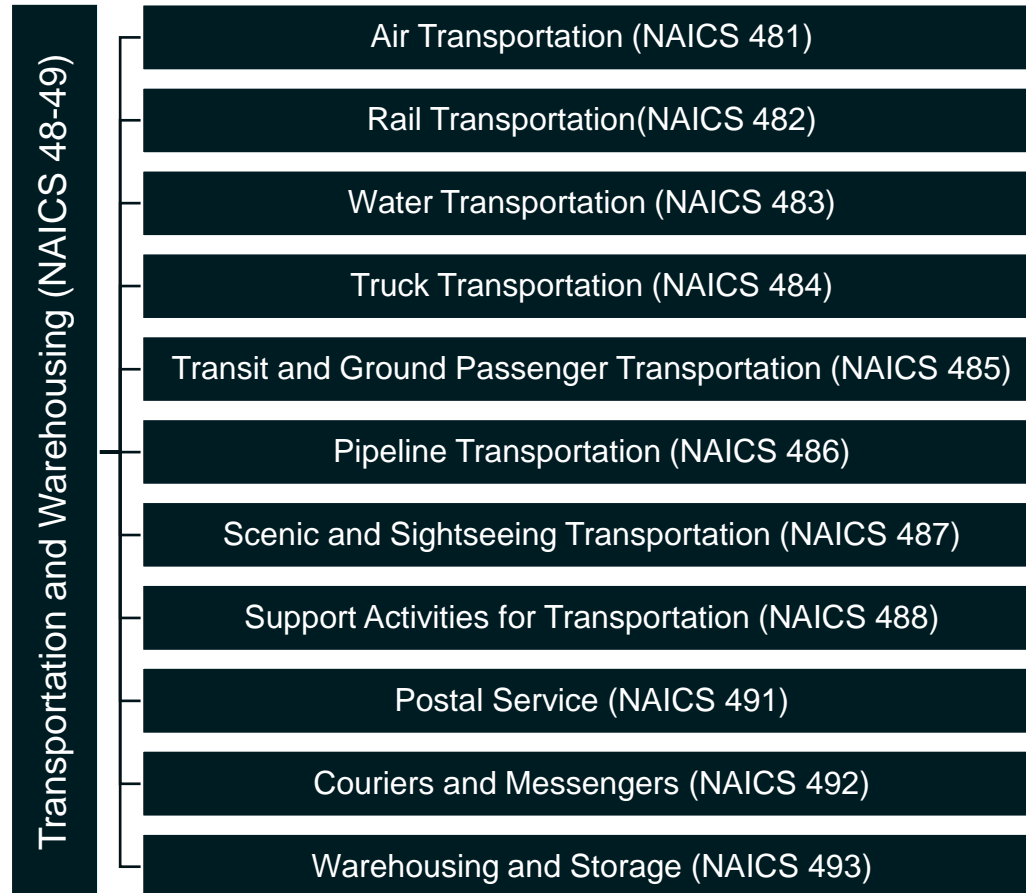 Transportation and Warehousing (NAICS 48-49)
Air Transportation (NAICS 481)
Rail Transportation(NAICS 482)
Water Transportation (NAICS 483)
Truck Transportation (NAICS 484)
Transit and Ground Passenger Transportation (NAICS 485)
Pipeline Transportation (NAICS 486)
Scenic and Sightseeing Transportation (NAICS 487)
Support Activities for Transportation (NAICS 488)
Postal Service (NAICS 491)
Couriers and Messengers (NAICS 492)
Warehousing and Storage (NAICS 493)